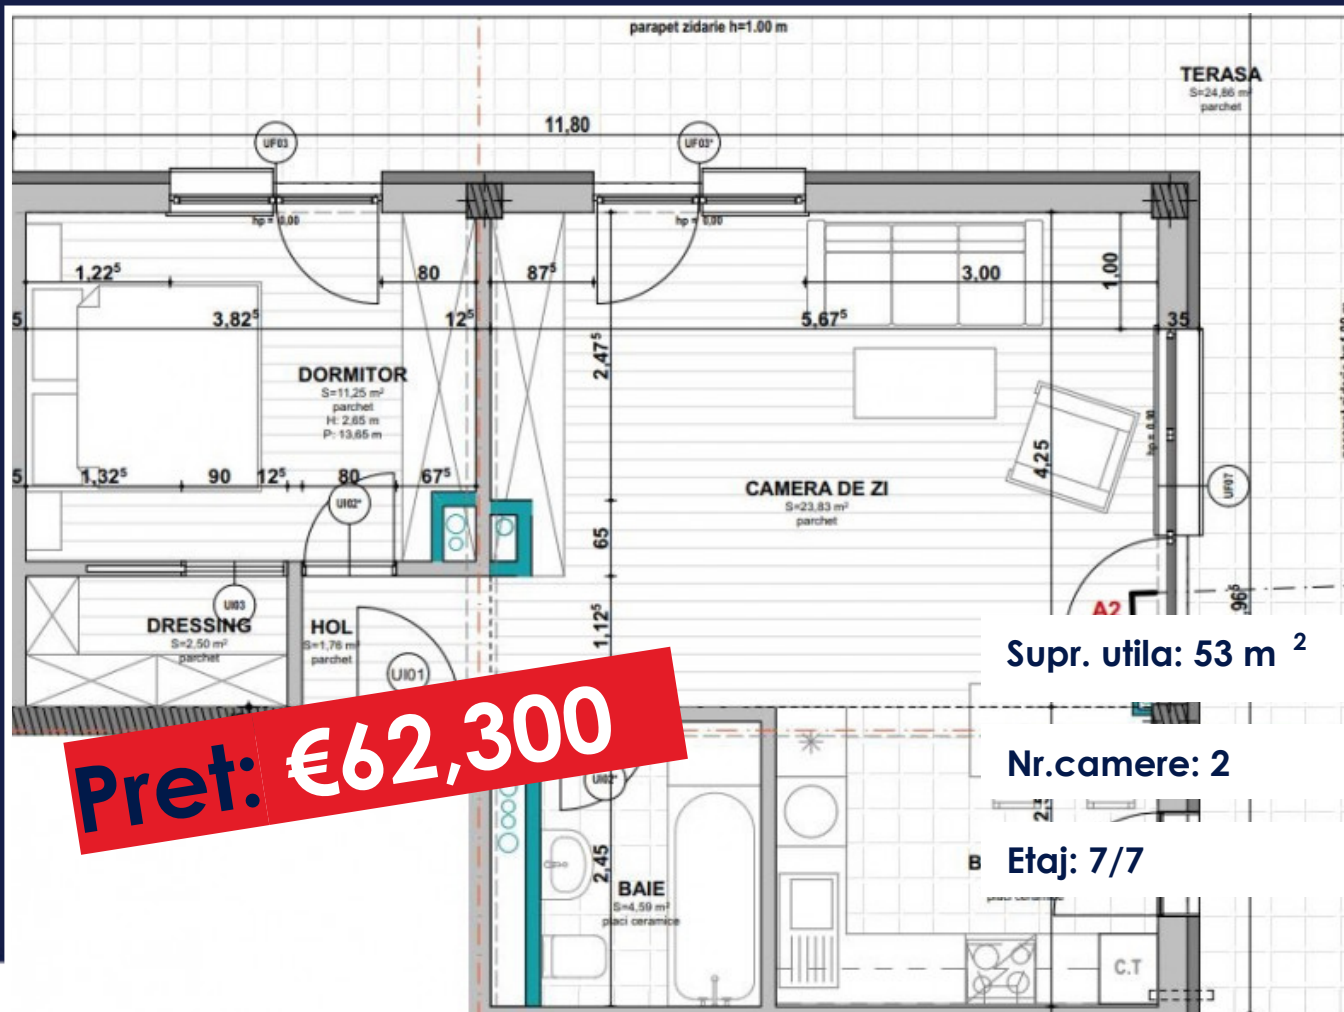 parapet zidarie h=1.00 m
TERASA
S=24,86 m²
parchet
11,80
UF03
UF03*
hp = 0,00
hp = 0,00
1,22⁵
80
87⁵
3,00
1,00
3,82⁵
12⁵
5,67⁵
35
2,47⁵
DORMITOR
S=11,25 m²
parchet
H: 2,65 m
P: 13,65 m
hp = 0,90
4,25
1,32⁵
90
12⁵
80
67⁵
CAMERA DE ZI
S=23,83 m²
parchet
UI02*
UF07
65
UI03
DRESSING
S=2,50 m²
parchet
HOL
S=1,76 m²
parchet
1,12⁵
A2
96⁵
UI01
Supr. utila: 53 m ²
Pret: €62,300
Nr.camere: 2
UI02*
Etaj: 7/7
2,45
BAIE
S=4,59 m²
placi ceramice
C.T